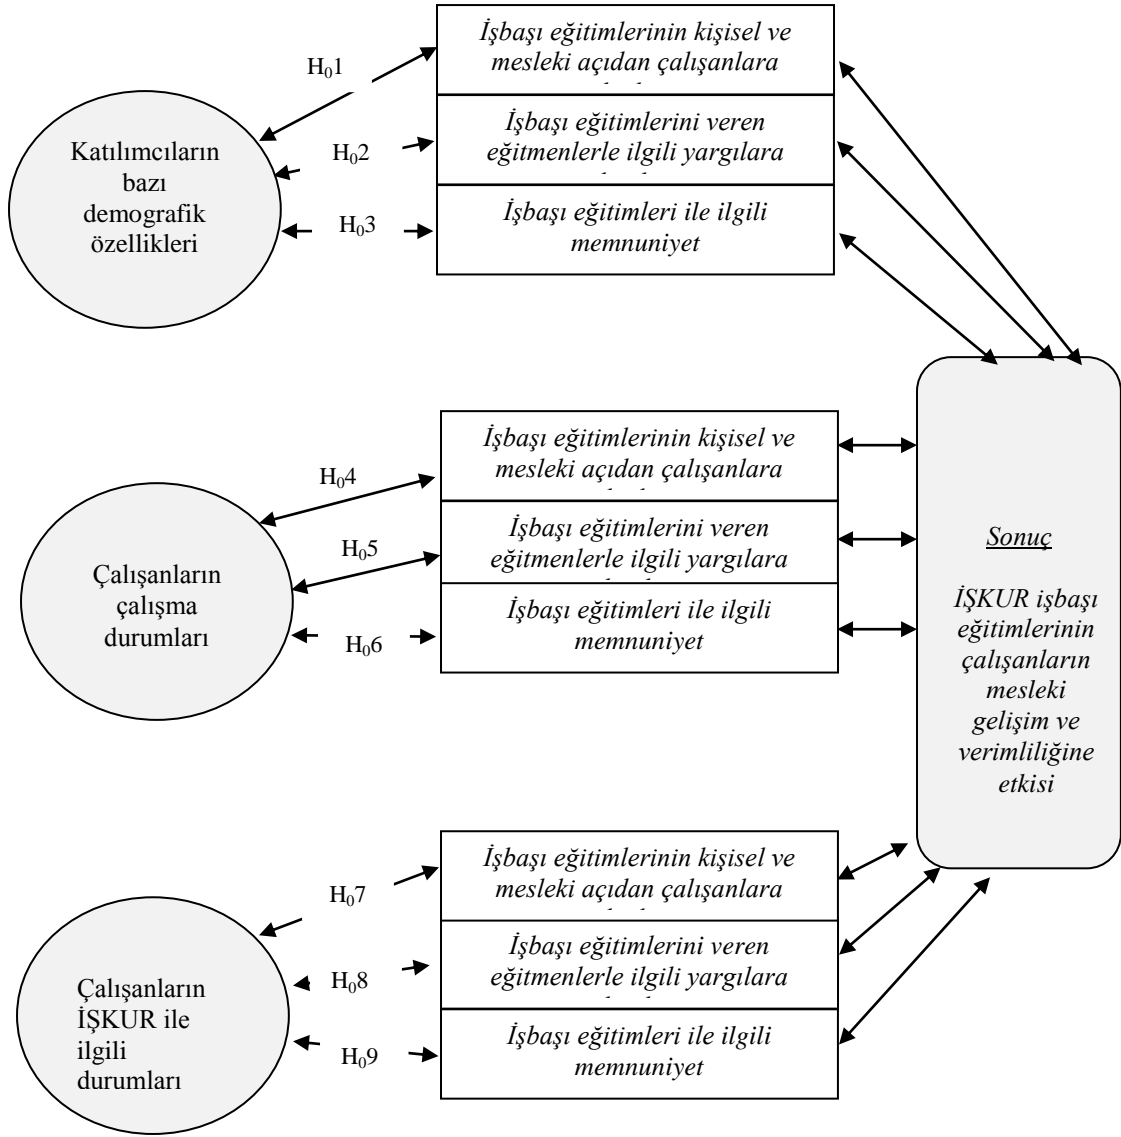 Katılımcıların
bazı
demografik
özellikleri
H₀1
H₀2
H₀3
İşbaşı eğitimlerinin kişisel ve
mesleki açıdan çalışanlara
İşbaşı eğitimlerini veren
eğitmenlerle ilgili yargılara
İşbaşı eğitimleri ile ilgili
memnuniyet
Çalışanların
çalışma
durumları
H₀4
H₀5
H₀6
İşbaşı eğitimlerinin kişisel ve
mesleki açıdan çalışanlara
İşbaşı eğitimlerini veren
eğitmenlerle ilgili yargılara
İşbaşı eğitimleri ile ilgili
memnuniyet
Çalışanların
İŞKUR ile
ilgili
durumları
H₀7
H₀8
H₀9
İşbaşı eğitimlerinin kişisel ve
mesleki açıdan çalışanlara
İşbaşı eğitimlerini veren
eğitmenlerle ilgili yargılara
İşbaşı eğitimleri ile ilgili
memnuniyet
Sonuç
İŞKUR işbaşı
eğitimlerinin
çalışanların
mesleki
gelişim ve
verimliliğine
etkisi